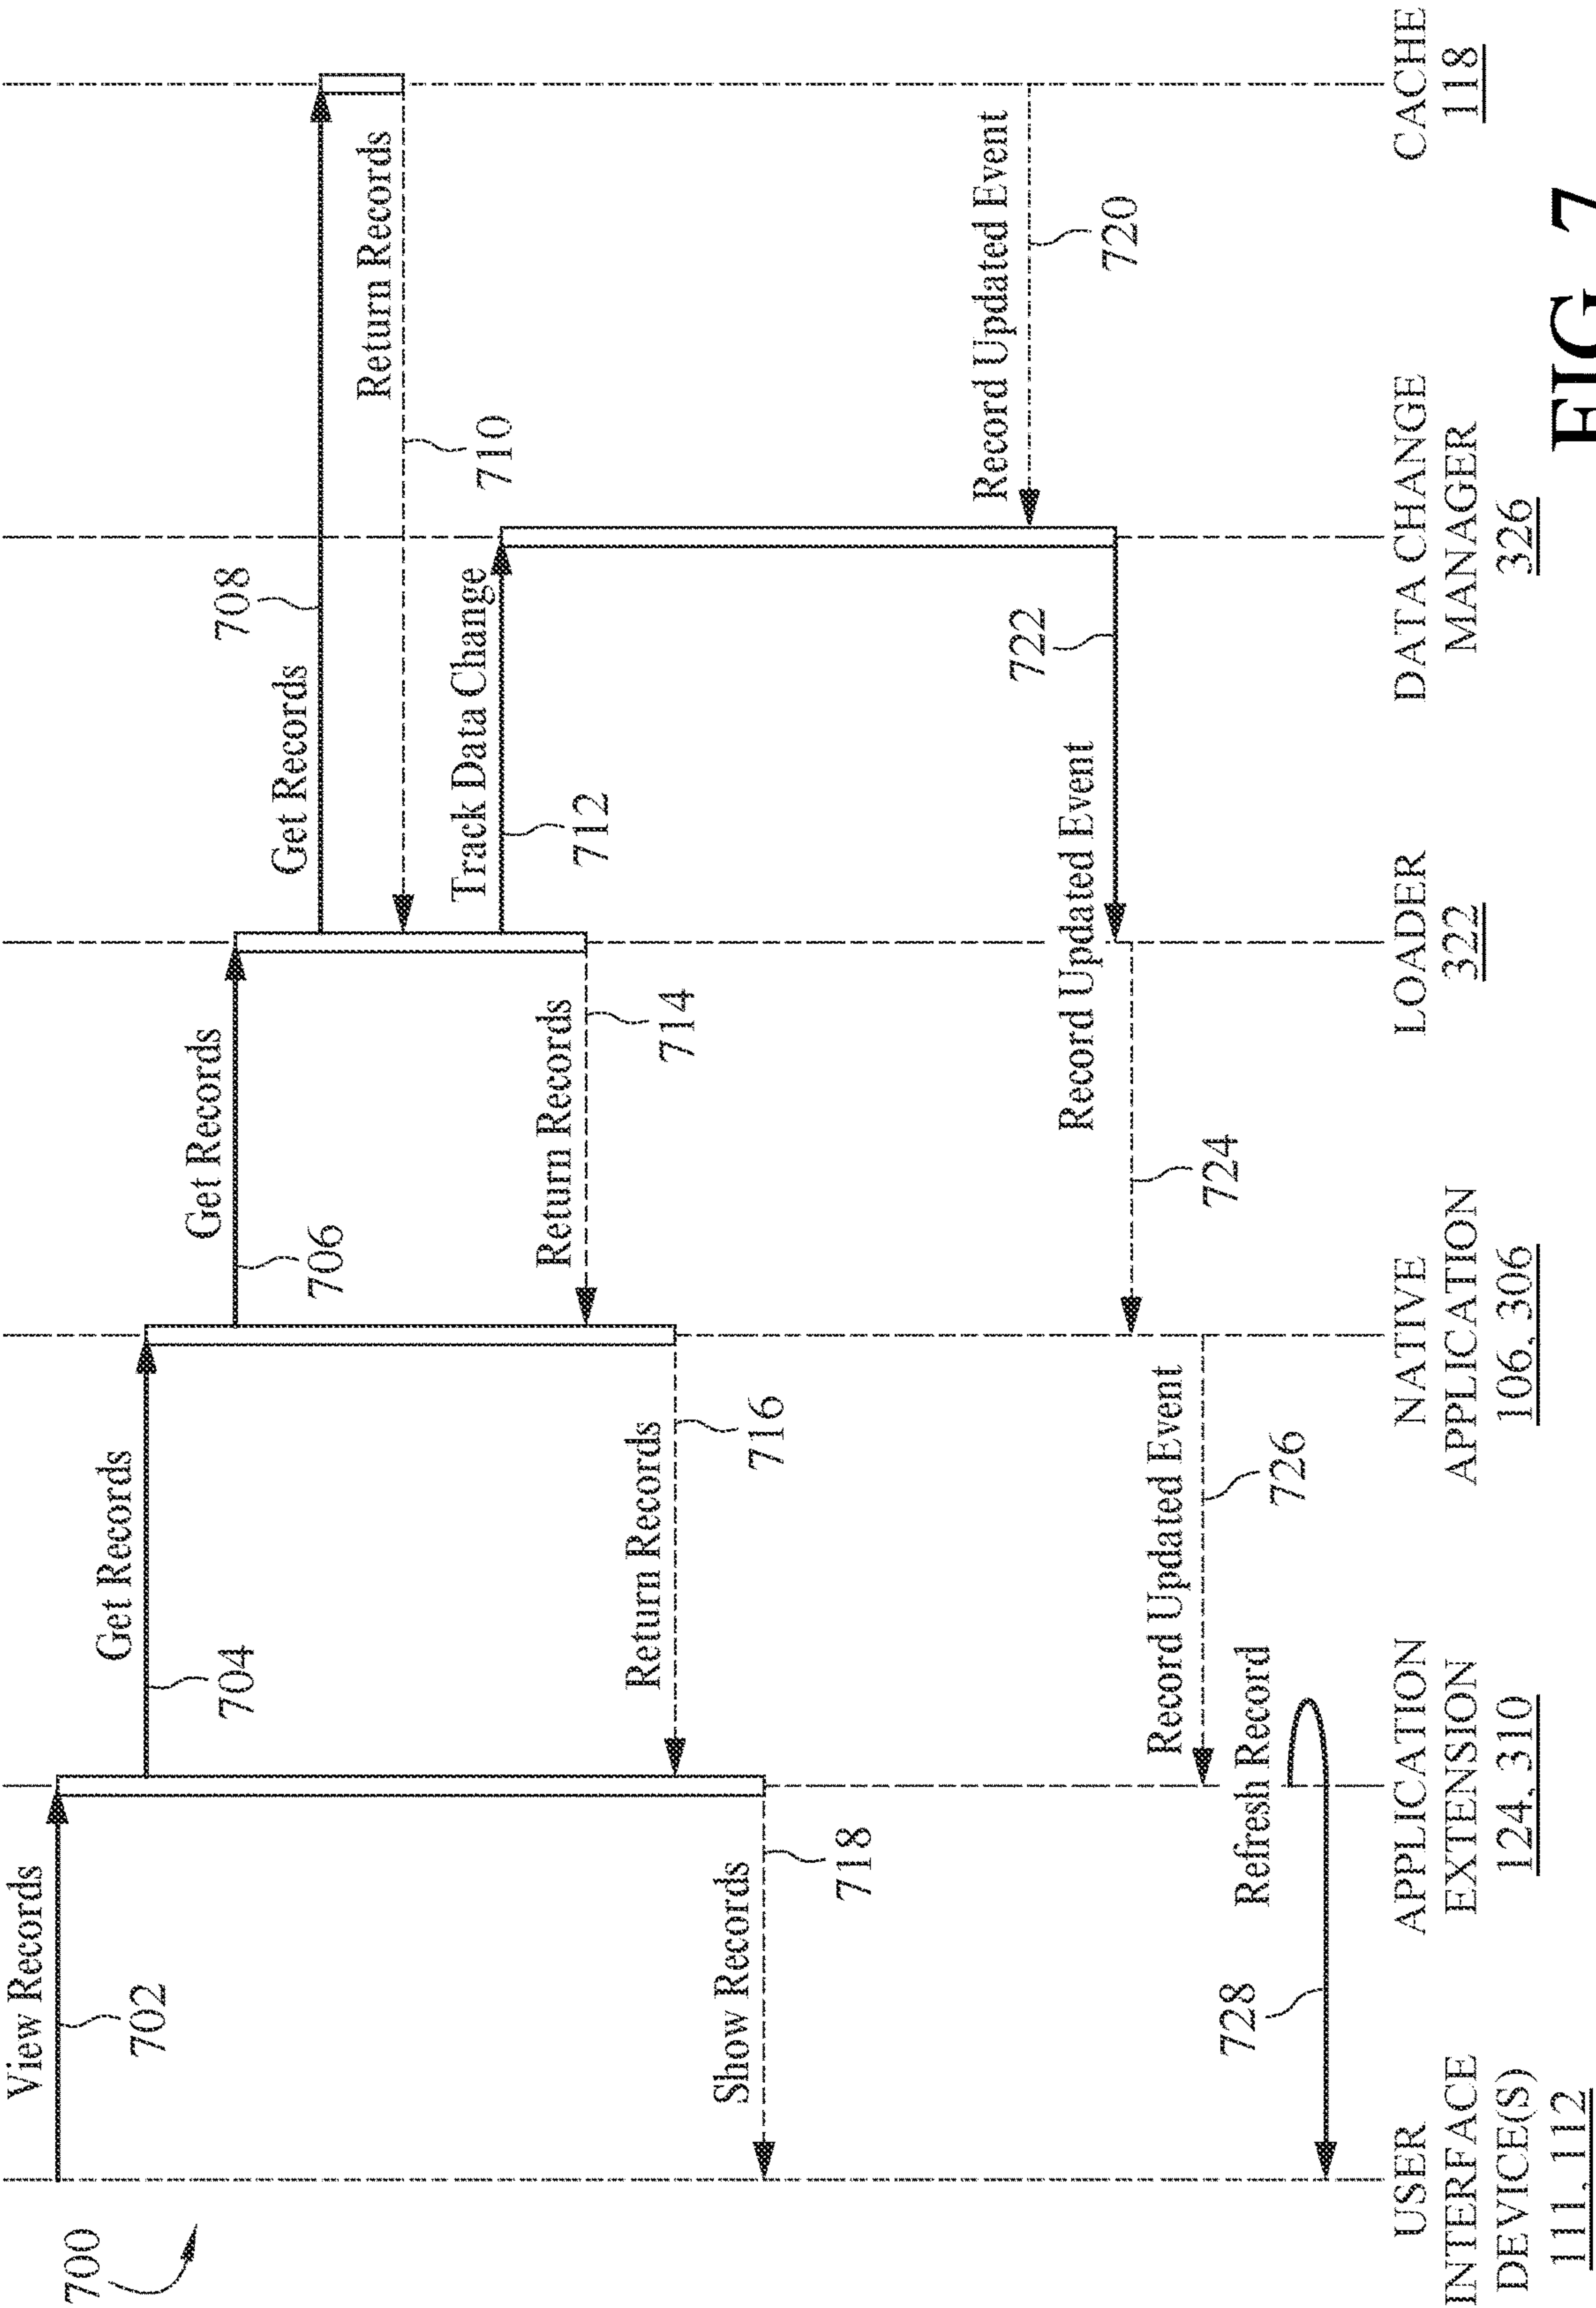 700
View Records
702
Get Records
704
Get Records
706
Get Records
708
Return Records
710
Track Data Change
712
Return Records
714
Return Records
716
Show Records
718
Record Updated Event
720
722
Record Updated Event
724
Record Updated Event
726
Refresh Record
728
USER
INTERFACE
DEVICE(S)
111, 112
APPLICATION
EXTENSION
124, 310
NATIVE
APPLICATION
106, 306
LOADER
322
DATA CHANGE
MANAGER
326
CACHE
118
FIG. 7